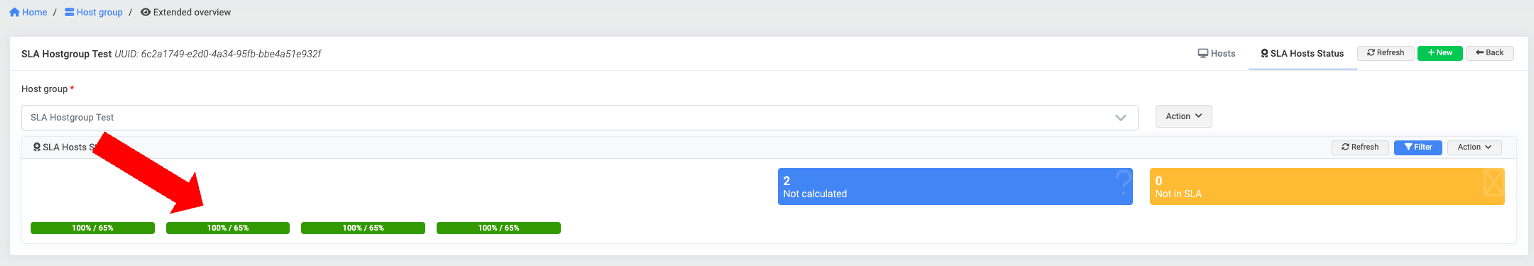 Home / Host group / Extended overview
SLA Hostgroup Test UUID: 6c2a1749-e2d0-4a34-95fb-bbe4a51e932f
Hosts SLA Hosts Status Refresh + New Back
Host group *
SLA Hostgroup Test Action
SLA Hosts Refresh Filter Action
2 0
Not calculated Not in SLA
100% / 65% 100% / 65% 100% / 65% 100% / 65%